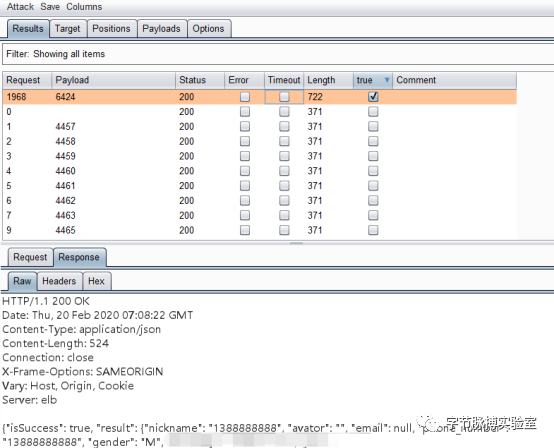 Attack Save Columns
Results Target Positions Payloads Options
Filter: Showing all items
Request Payload Status Error Timeout Length true Comment
1968 6424 200 722
0 200 371
1 4457 200 371
2 4458 200 371
3 4459 200 371
4 4460 200 371
5 4461 200 371
6 4462 200 371
7 4463 200 371
9 4465 200 371
Request Response
Raw Headers Hex
HTTP/1.1 200 OK
Date: Thu, 20 Feb 2020 07:08:22 GMT
Content-Type: application/json
Content-Length: 524
Connection: close
X-Frame-Options: SAMEORIGIN
Vary: Host, Origin, Cookie
Server: elb
{"isSuccess": true, "result": {"nickname": "1388888888", "avator": "", "email": null,
"13888888888", "gender": "M",
字节脉搏实验室